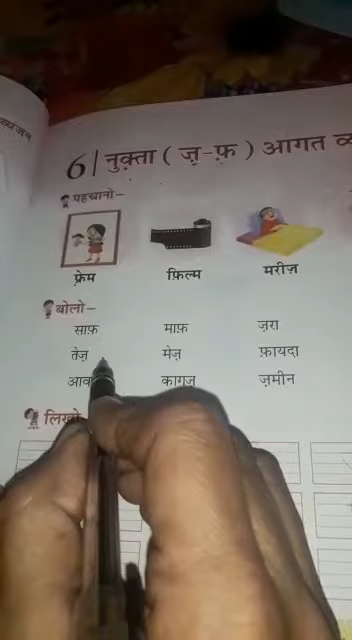 6| नुक़्ता ( ज़-फ़ ) आगत
पहचानो–
फ़्रेम फ़िल्म मरीज़
बोलो–
साफ़ माफ़ ज़रा
तेज़ मेज़ फ़ायदा
काग़ज़ ज़मीन
लिखो